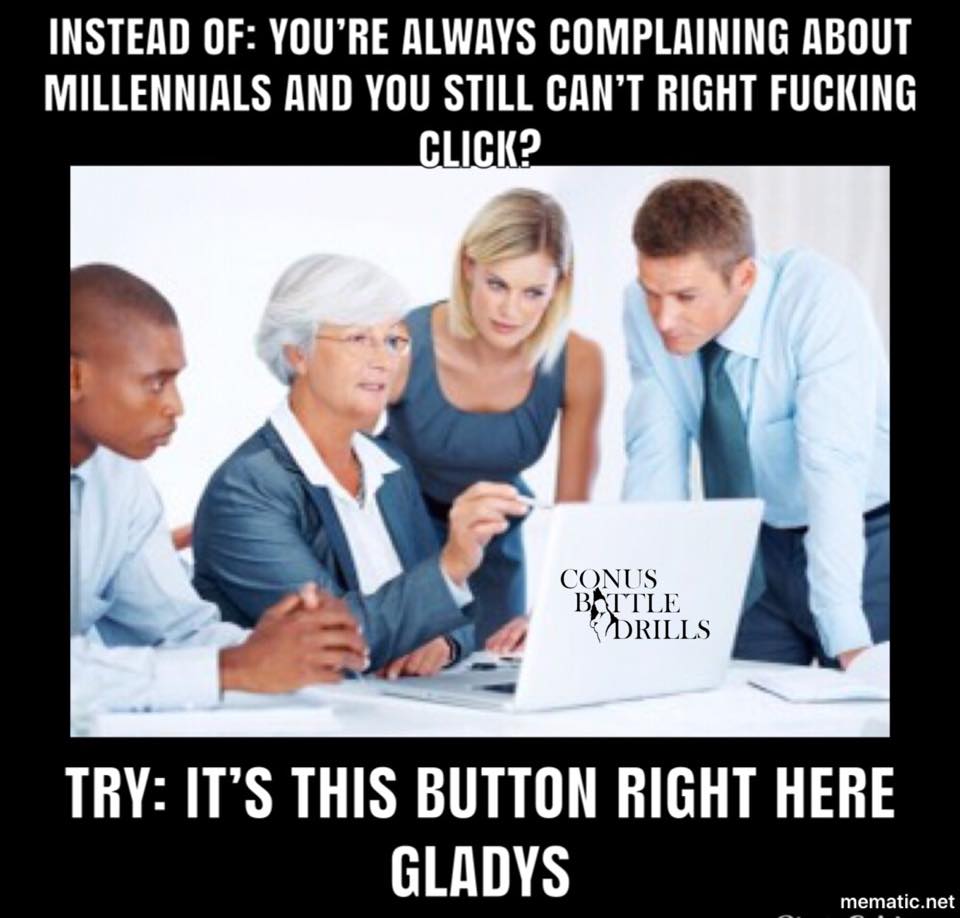 INSTEAD OF: YOU'RE ALWAYS COMPLAINING ABOUT
MILLENNIALS AND YOU STILL CAN'T RIGHT FUCKING
CLICK?
CONUS
BATTLE
DRILLS
TRY: IT'S THIS BUTTON RIGHT HERE
GLADYS
mematic.net